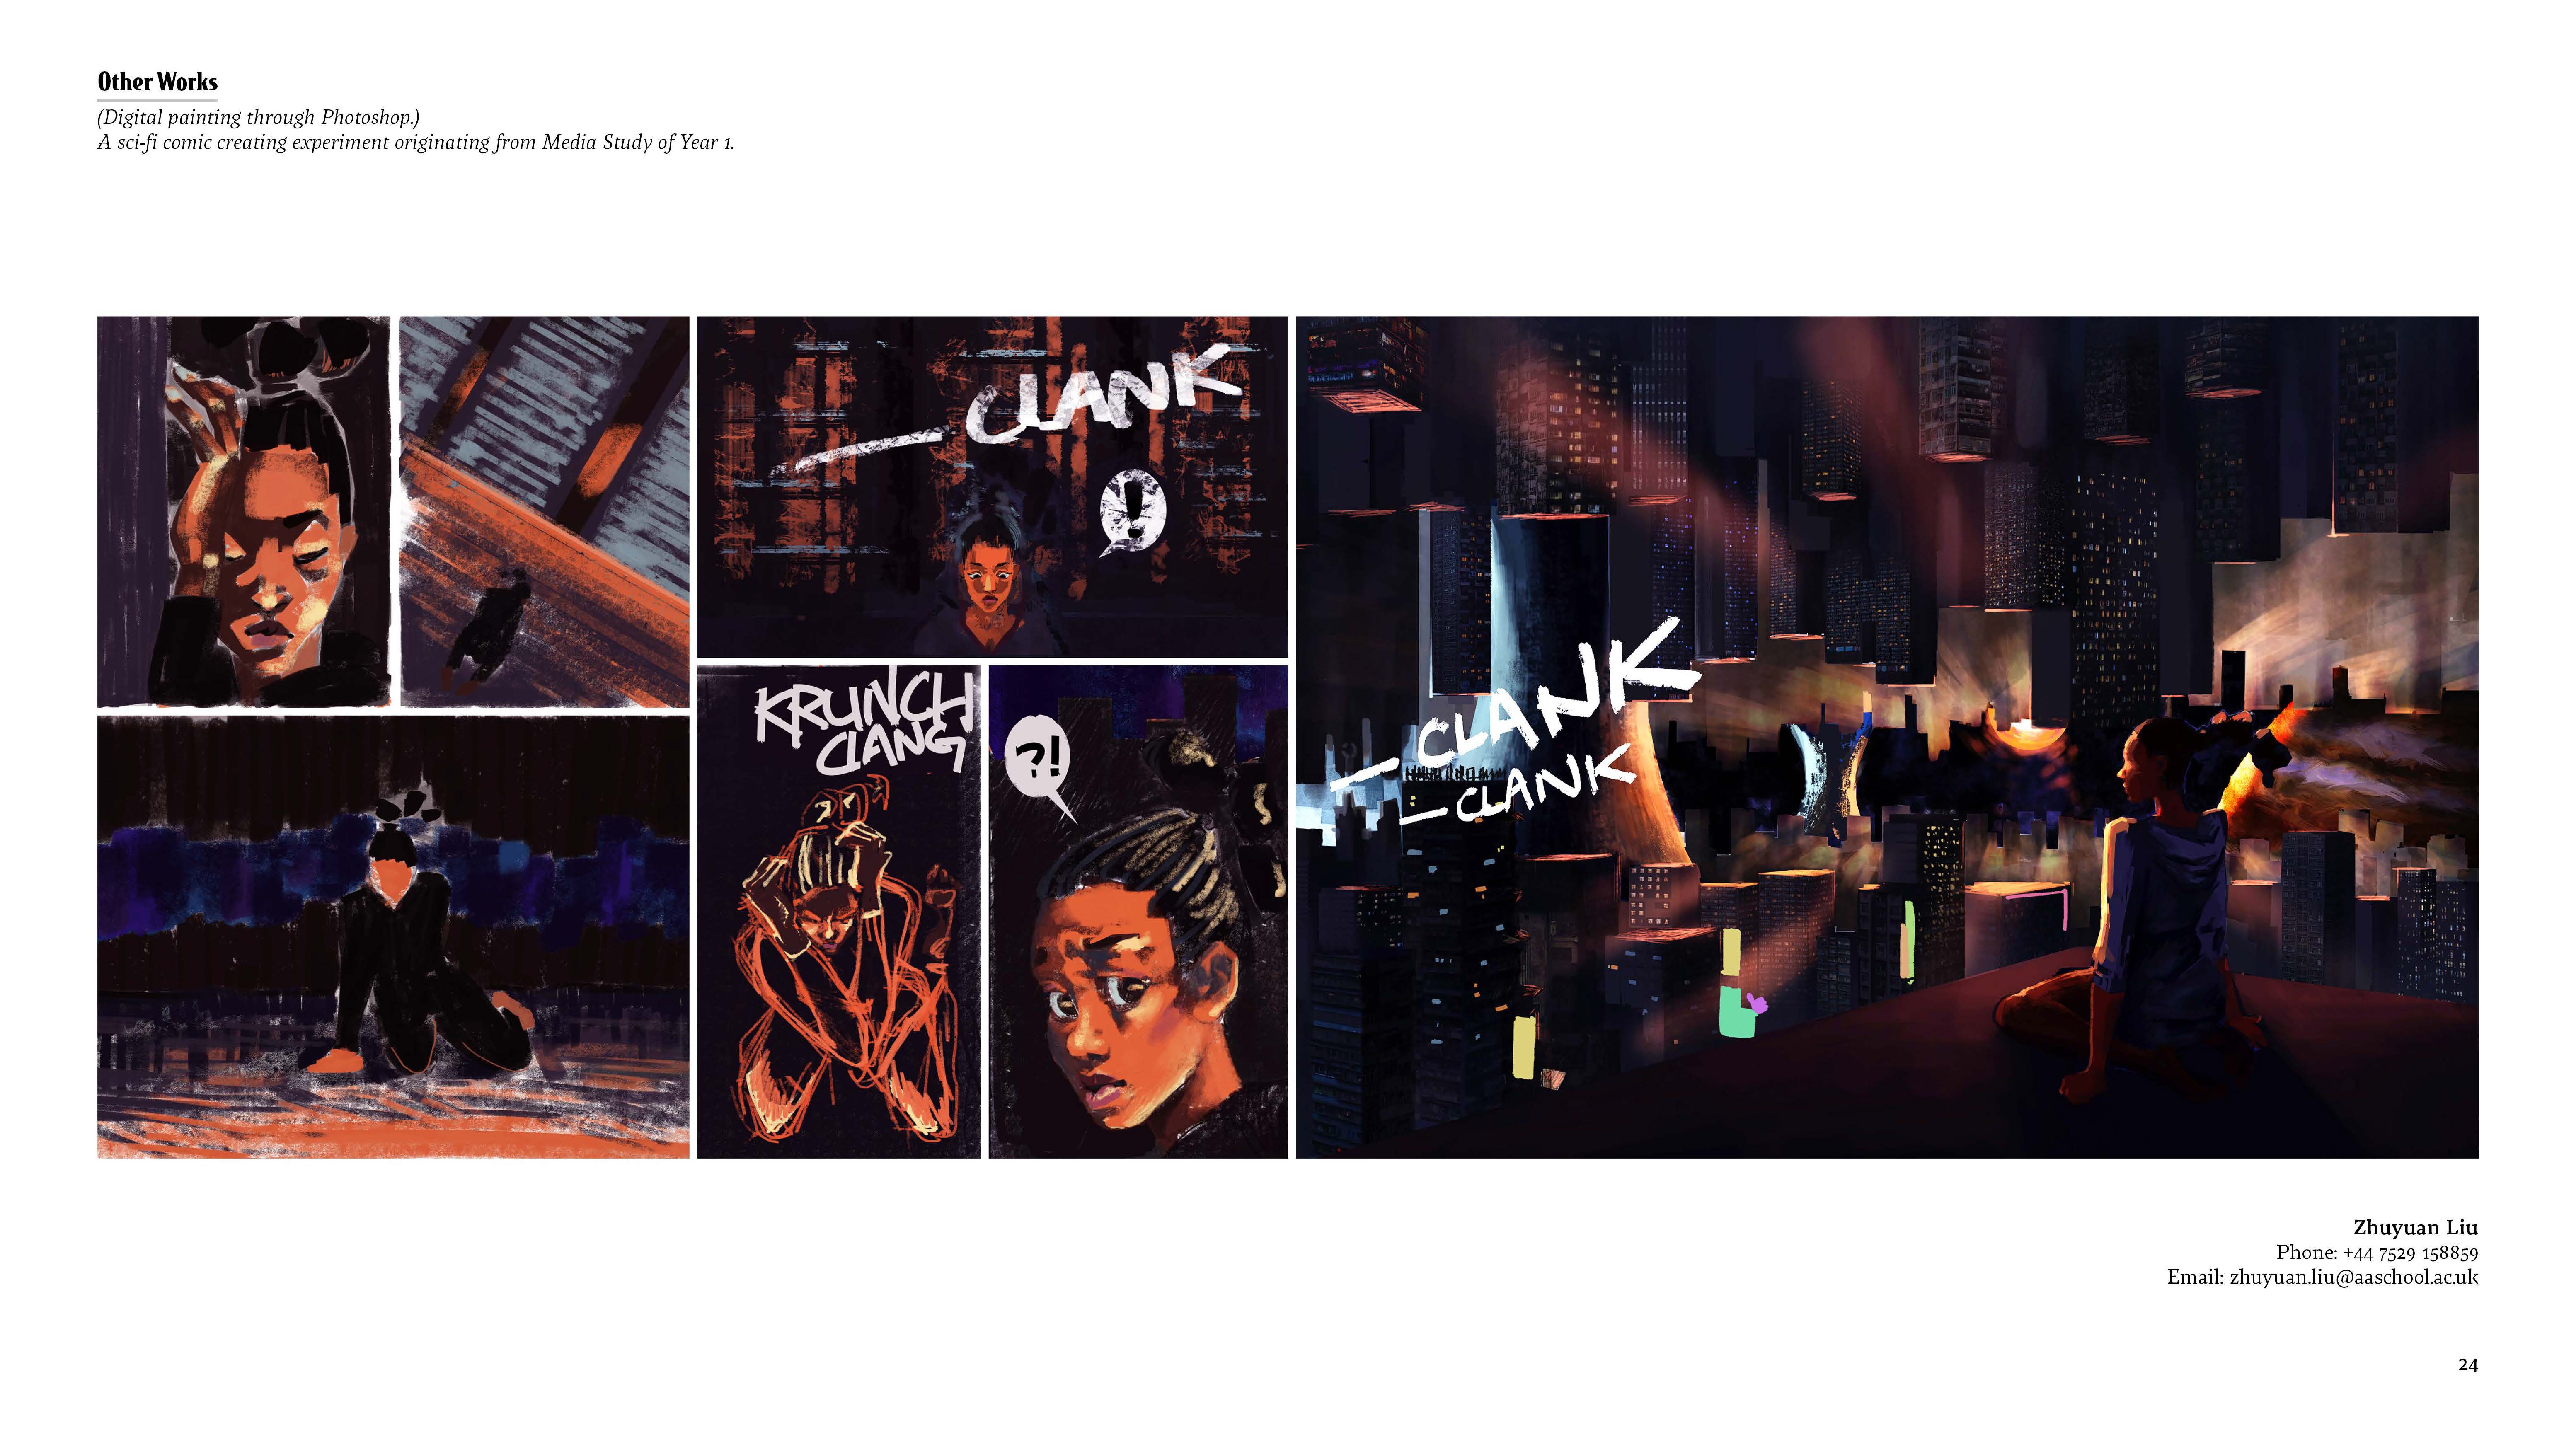 Other Works
(Digital painting through Photoshop.)
A sci-fi comic creating experiment originating from Media Study of Year 1.
—CLANK
!
KRUNCH
CLANG
?!
—CLANK
—CLANK
Zhuyuan Liu
Phone: +44 7529 158859
Email: zhuyuan.liu@aaschool.ac.uk
24